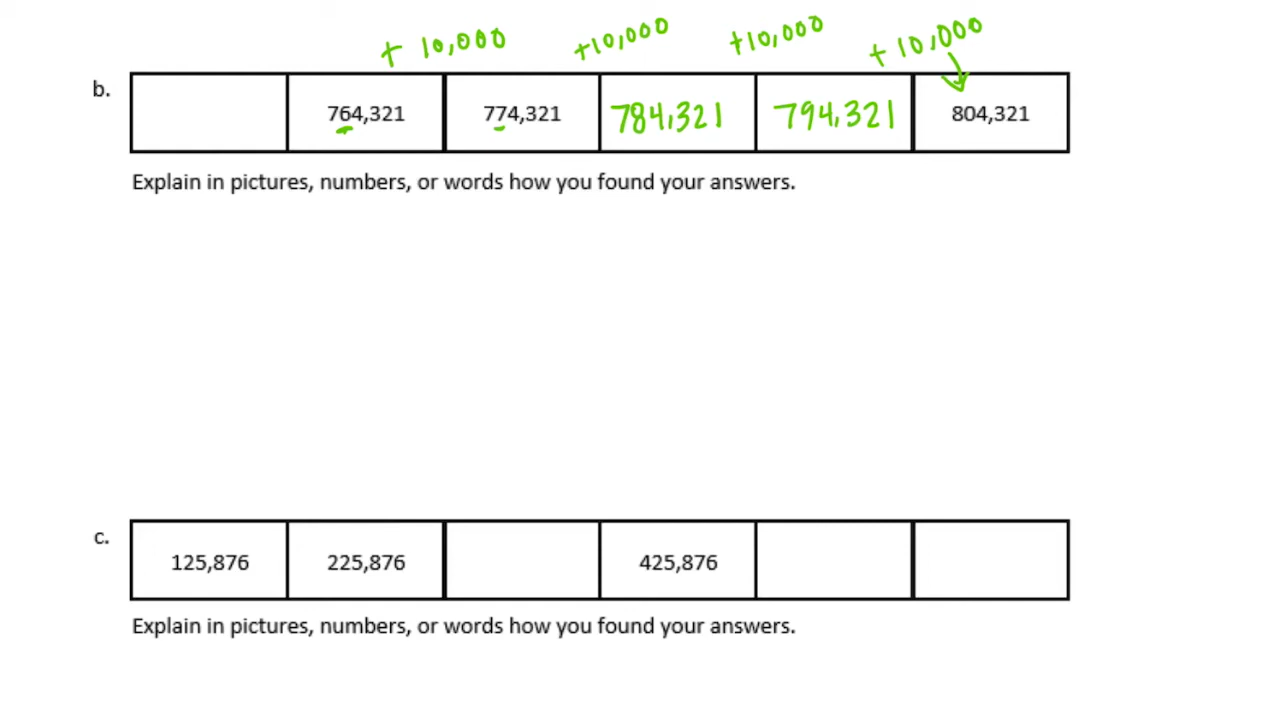 + 10,000 +10,000 +10,000 + 10,000
b. 764,321 774,321 784,321 794,321 804,321
Explain in pictures, numbers, or words how you found your answers.
c. 125,876 225,876 425,876
Explain in pictures, numbers, or words how you found your answers.